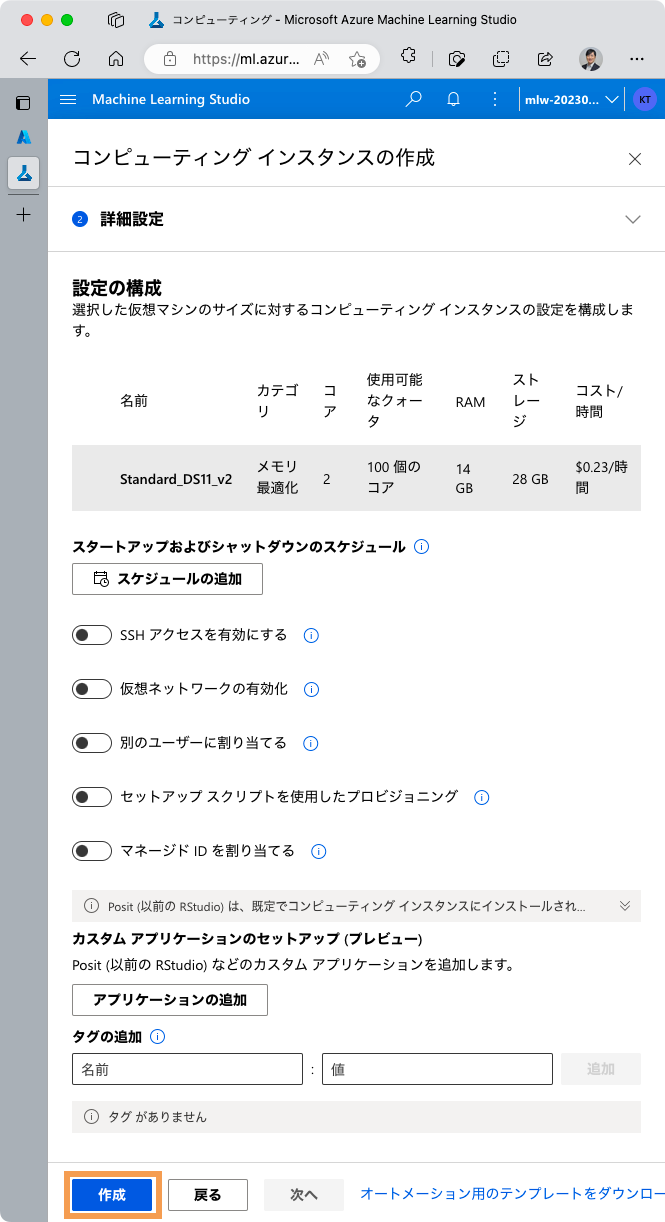 コンピューティング - Microsoft Azure Machine Learning Studio
https://ml.azur...
Machine Learning Studio
mlw-20230...
KT
コンピューティング インスタンスの作成
2 詳細設定
設定の構成
選択した仮想マシンのサイズに対するコンピューティング インスタンスの設定を構成しま
す。
名前
カテゴ
リ
コ
ア
使用可能
なクォー
タ
RAM
スト
レー
ジ
コスト/
時間
Standard_DS11_v2
メモリ
最適化
2
100 個の
コア
14
GB
28 GB
$0.23/時
間
スタートアップおよびシャットダウンのスケジュール
スケジュールの追加
SSH アクセスを有効にする
仮想ネットワークの有効化
別のユーザーに割り当てる
セットアップ スクリプトを使用したプロビジョニング
マネージド ID を割り当てる
Posit (以前の RStudio) は、既定でコンピューティング インスタンスにインストールされ...
カスタム アプリケーションのセットアップ (プレビュー)
Posit (以前の RStudio) などのカスタム アプリケーションを追加します。
アプリケーションの追加
タグの追加
名前 : 値 追加
タグ がありません
作成 戻る 次へ オートメーション用のテンプレートをダウンロー